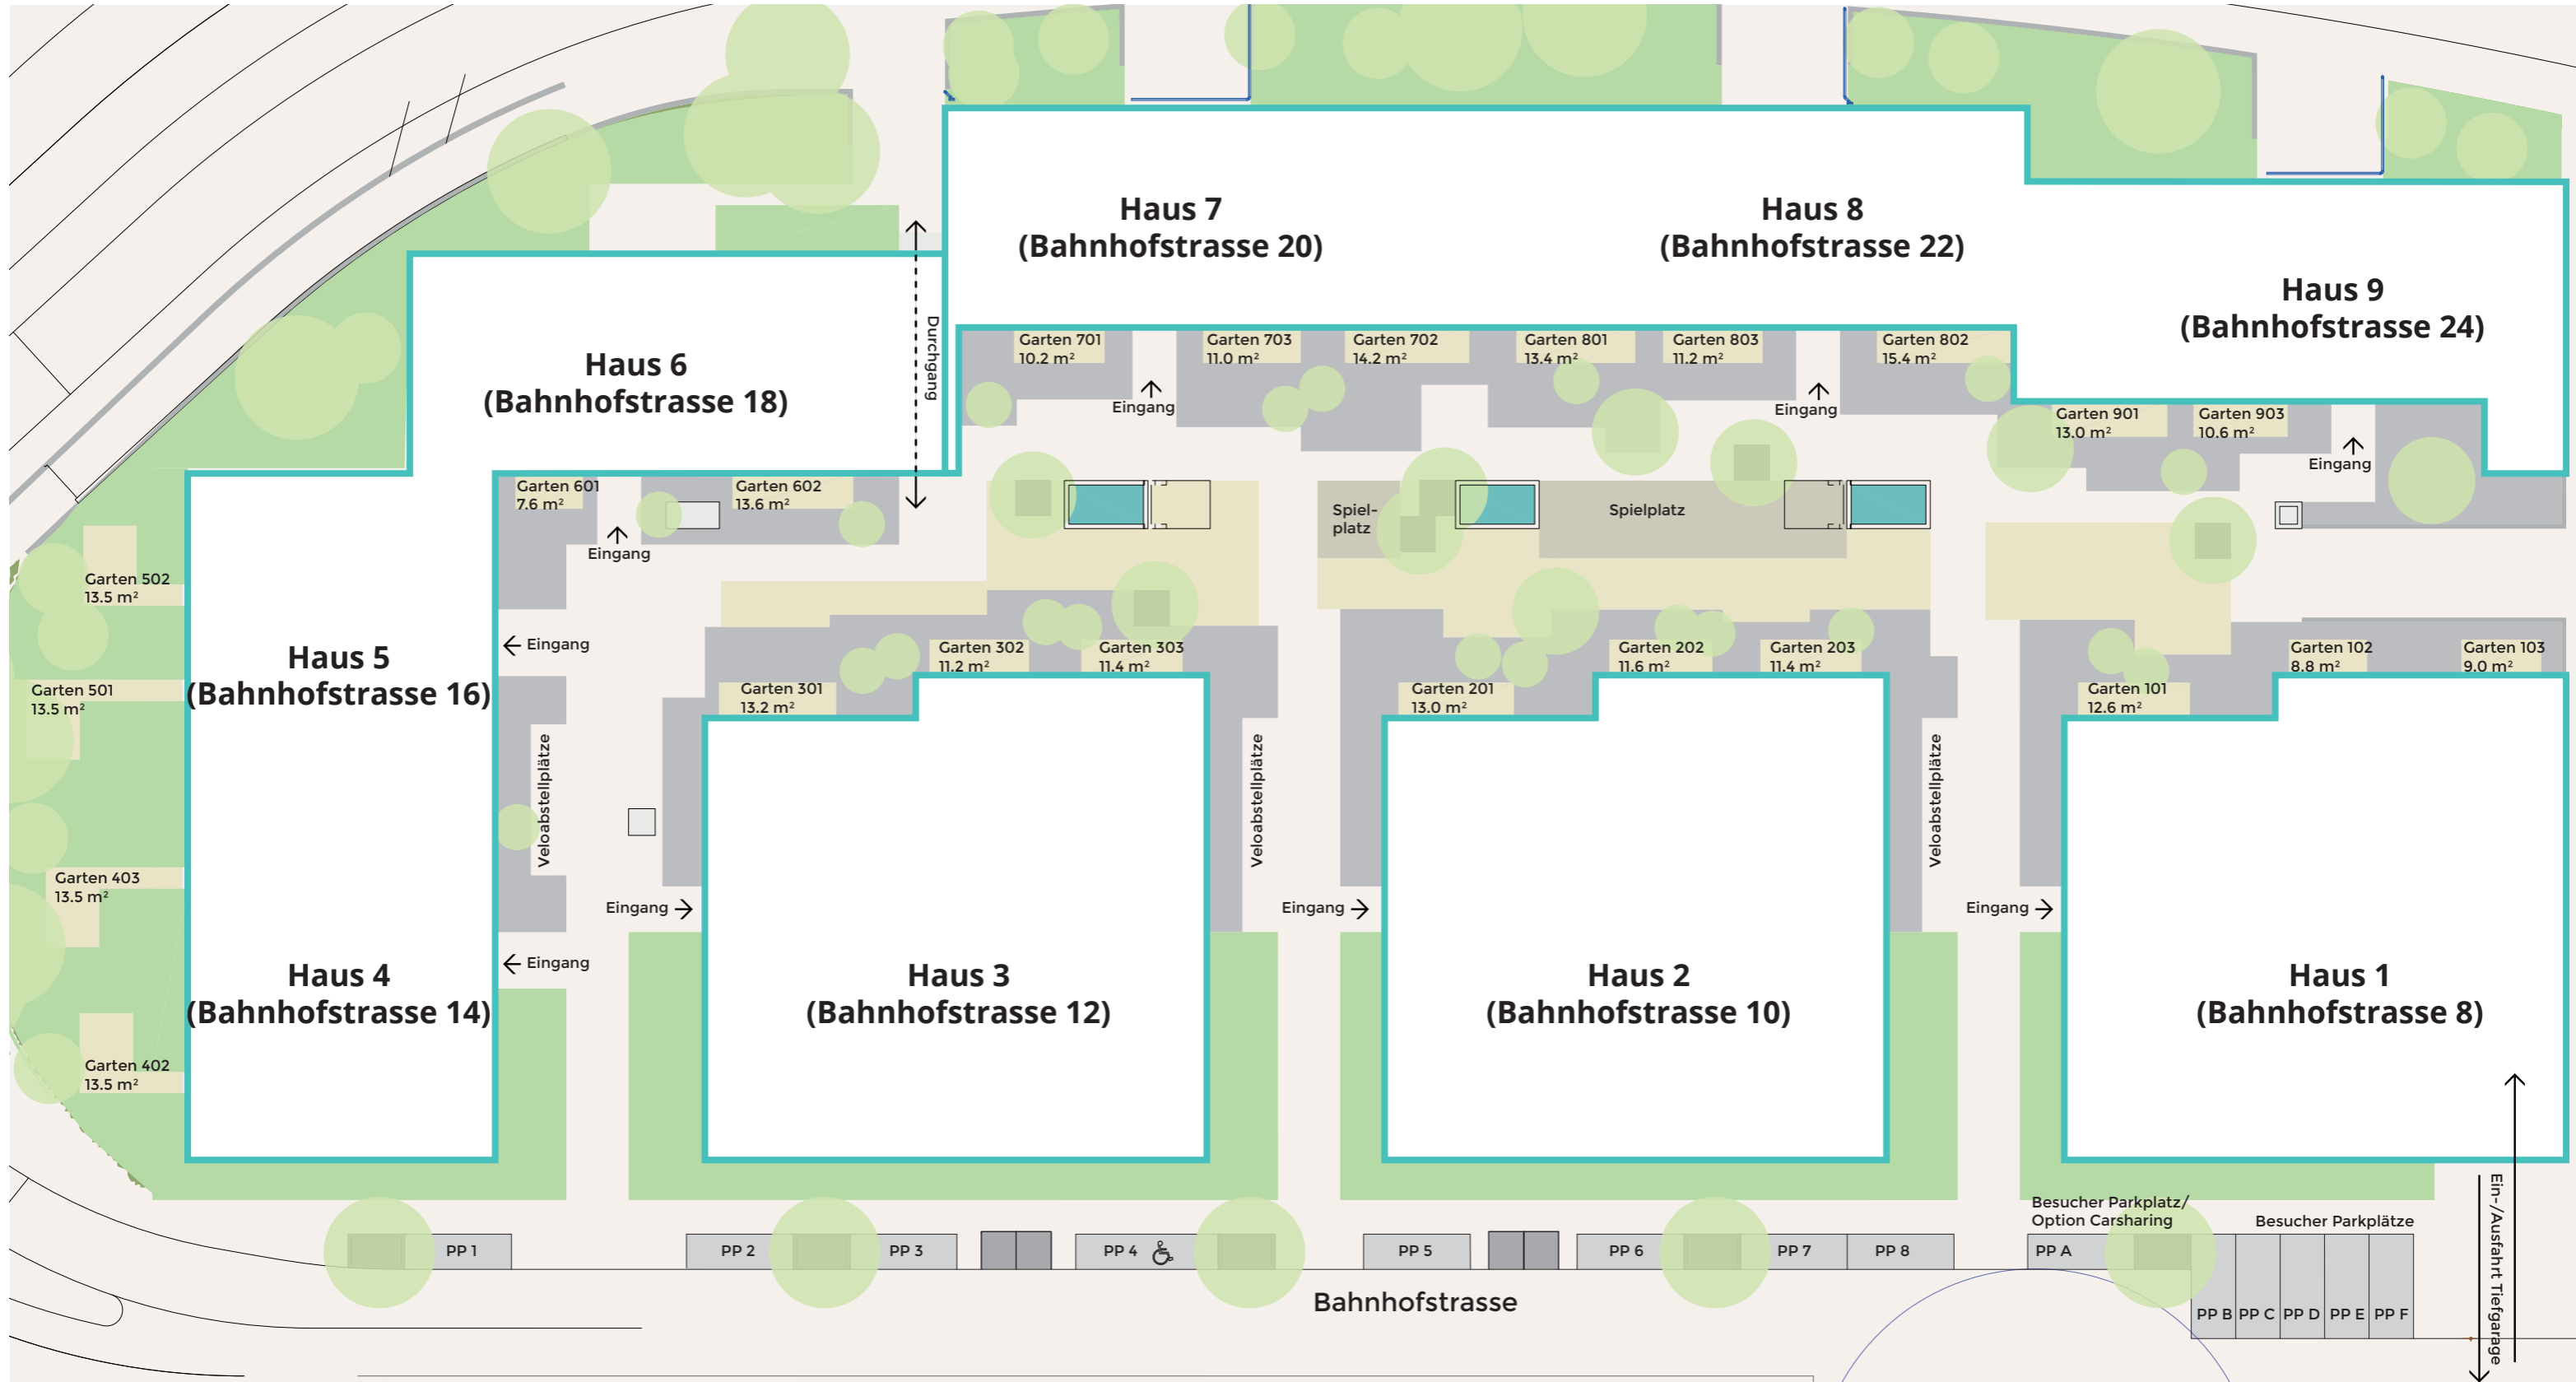 Haus 7
(Bahnhofstrasse 20)
Haus 8
(Bahnhofstrasse 22)
Haus 9
(Bahnhofstrasse 24)
Haus 6
(Bahnhofstrasse 18)
Durchgang
Garten 701
10.2 m²
Garten 703
11.0 m²
Garten 702
14.2 m²
Garten 801
13.4 m²
Garten 803
11.2 m²
Garten 802
15.4 m²
Eingang
Eingang
Garten 901
13.0 m²
Garten 903
10.6 m²
Eingang
Garten 601
7.6 m²
Garten 602
13.6 m²
Eingang
Spiel-
platz
Spielplatz
Garten 502
13.5 m²
Haus 5
(Bahnhofstrasse 16)
Eingang
Garten 501
13.5 m²
Garten 302
11.2 m²
Garten 303
11.4 m²
Garten 301
13.2 m²
Garten 202
11.6 m²
Garten 203
11.4 m²
Garten 201
13.0 m²
Garten 102
8.8 m²
Garten 103
9.0 m²
Garten 101
12.6 m²
Veloabstellplätze
Veloabstellplätze
Veloabstellplätze
Garten 403
13.5 m²
Eingang
Eingang
Eingang
Eingang
Haus 4
(Bahnhofstrasse 14)
Haus 3
(Bahnhofstrasse 12)
Haus 2
(Bahnhofstrasse 10)
Haus 1
(Bahnhofstrasse 8)
Garten 402
13.5 m²
Besucher Parkplatz/
Option Carsharing
Besucher Parkplätze
Ein-/Ausfahrt Tiefgarage
PP 1
PP 2
PP 3
PP 4
PP 5
PP 6
PP 7
PP 8
PP A
PP B
PP C
PP D
PP E
PP F
Bahnhofstrasse